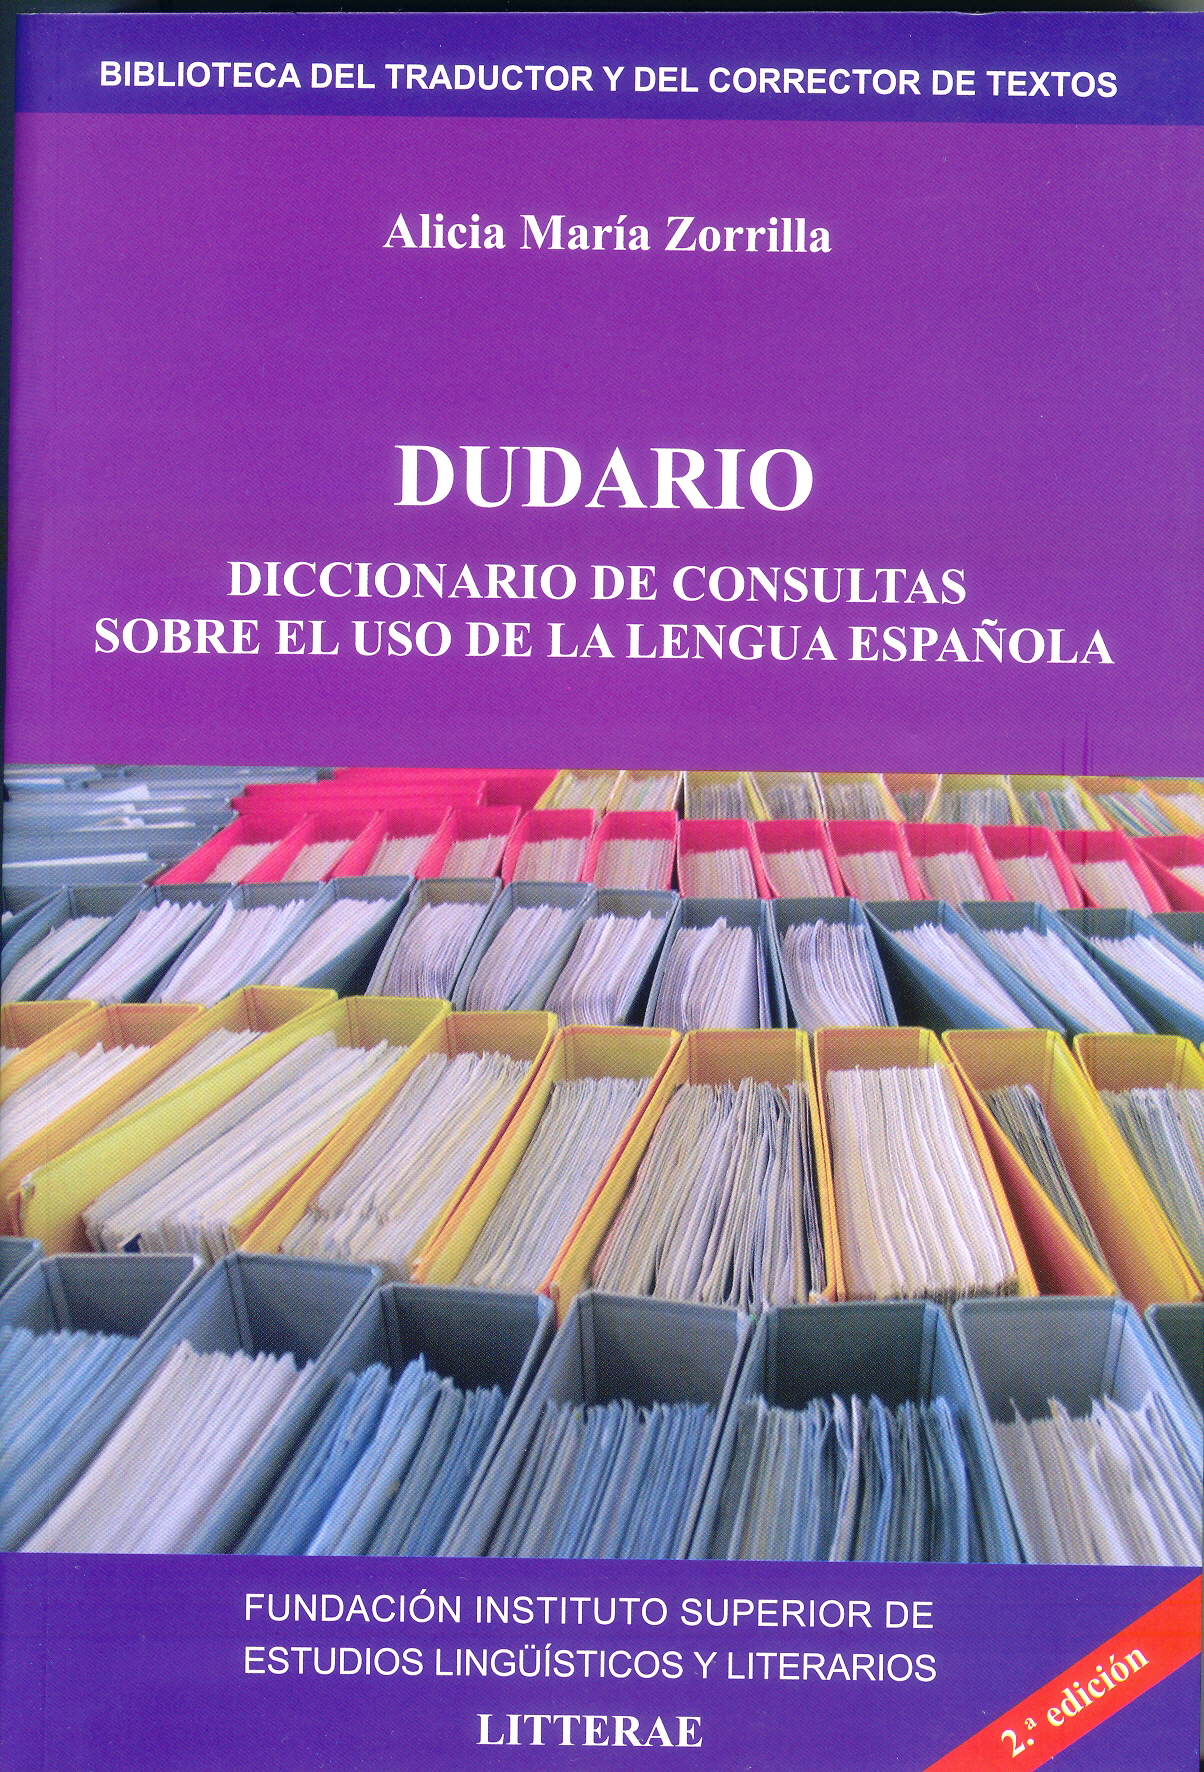 BIBLIOTECA DEL TRADUCTOR Y DEL CORRECTOR DE TEXTOS
Alicia María Zorrilla
DUDARIO
DICCIONARIO DE CONSULTAS
SOBRE EL USO DE LA LENGUA ESPAÑOLA
FUNDACIÓN INSTITUTO SUPERIOR DE
ESTUDIOS LINGÜÍSTICOS Y LITERARIOS
LITTERAE
2.ª edición